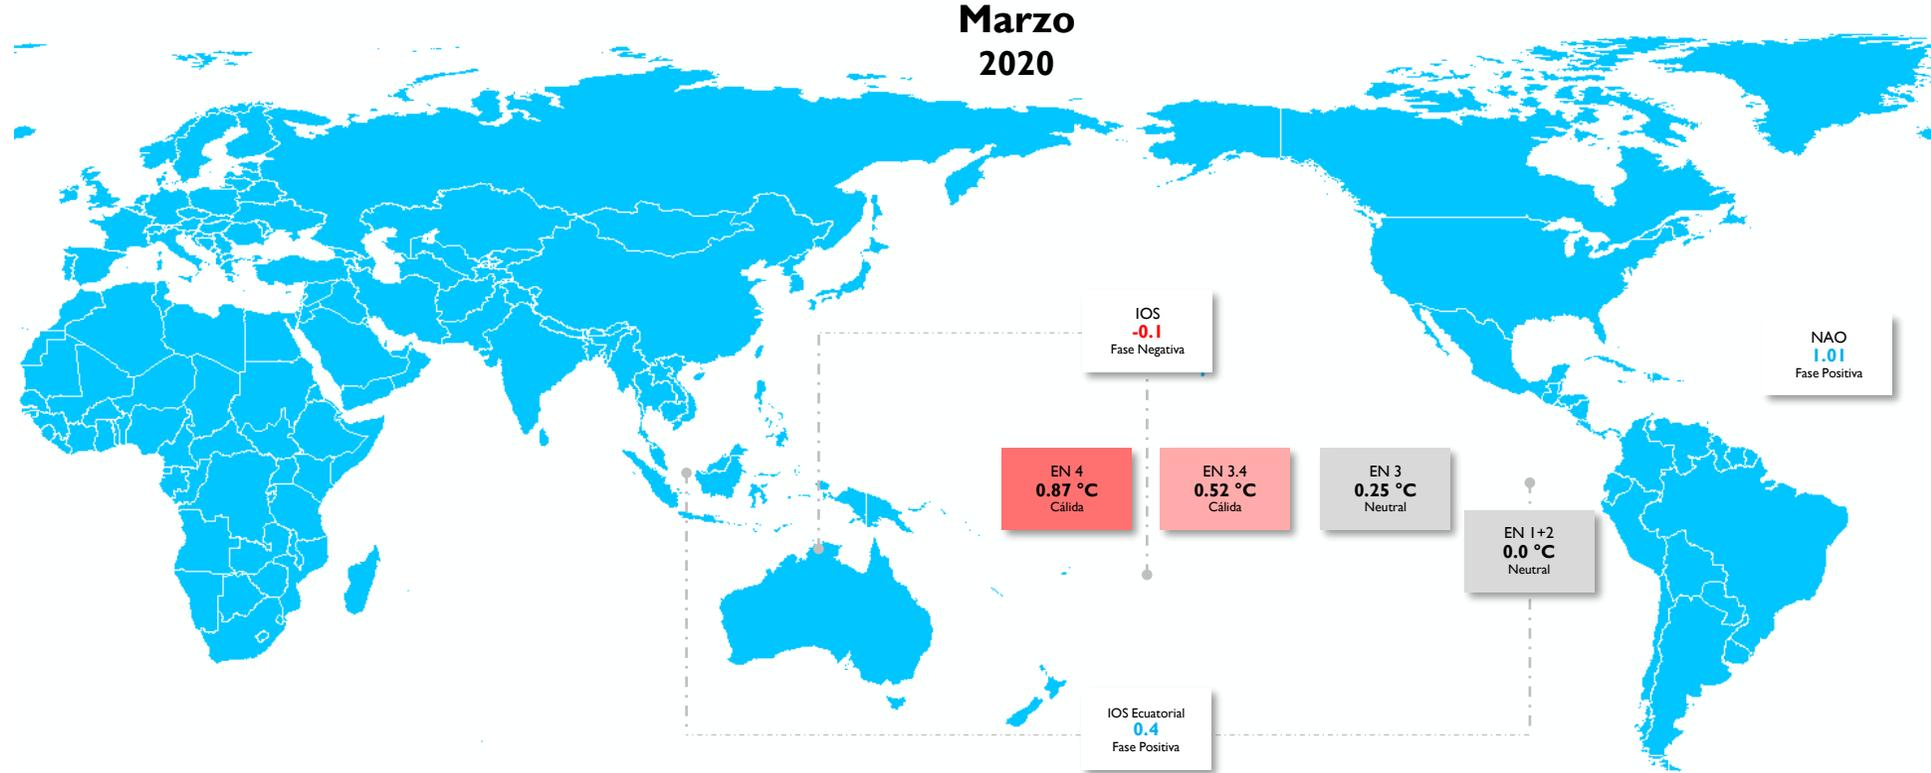 Marzo
2020
IOS
-0.1
Fase Negativa
NAO
1.01
Fase Positiva
EN 4
0.87 °C
Cálida
EN 3.4
0.52 °C
Cálida
EN 3
0.25 °C
Neutral
EN 1+2
0.0 °C
Neutral
IOS Ecuatorial
0.4
Fase Positiva